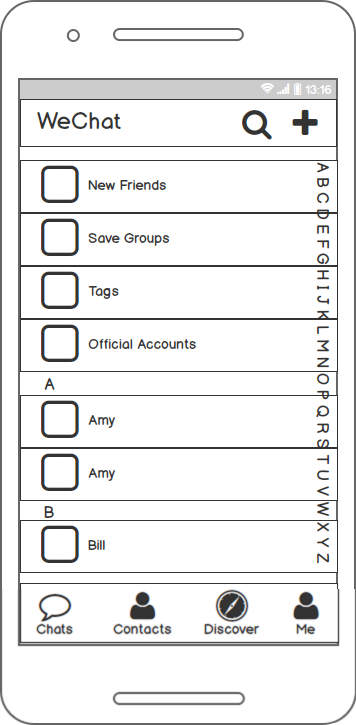 13:16
WeChat
New Friends
Save Groups
Tags
Official Accounts
A
Amy
Amy
B
Bill
A B C D E F G H I J K L M N O P Q R S T U V W X Y Z
Chats Contacts Discover Me